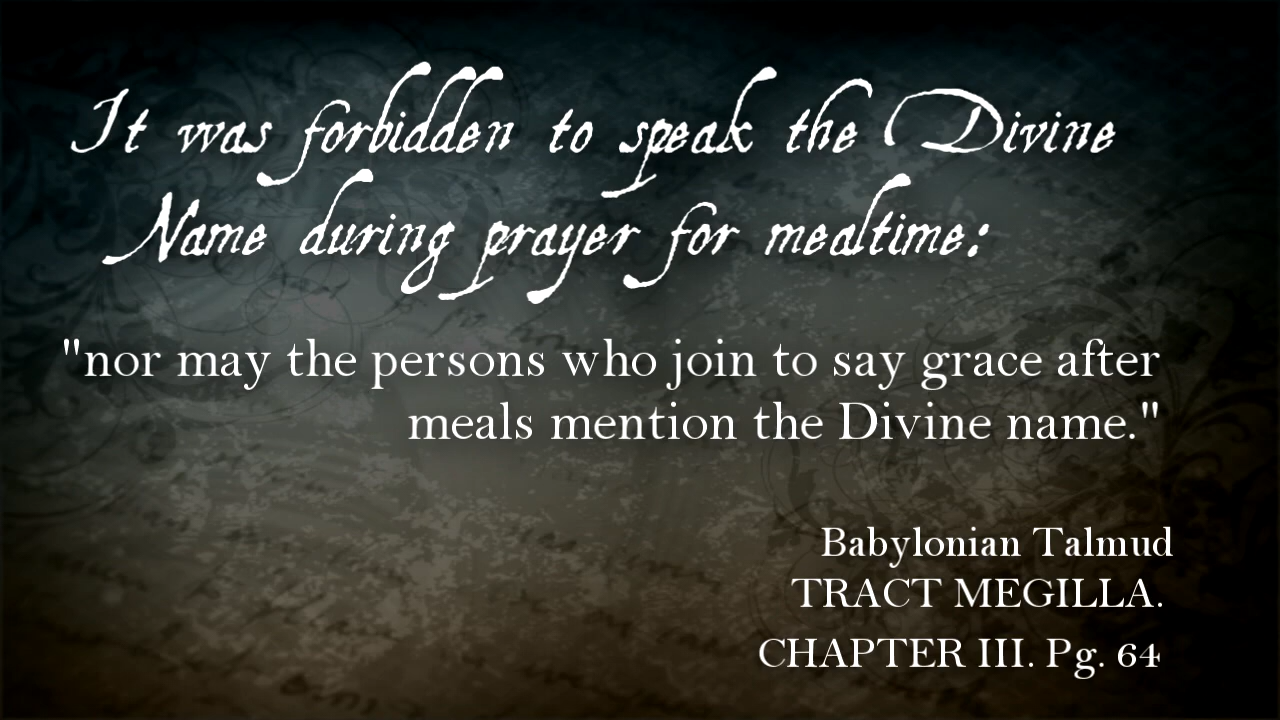 It was forbidden to speak the Divine
Name during prayer for mealtime:
"nor may the persons who join to say grace after
meals mention the Divine name."
Babylonian Talmud
TRACT MEGILLA.
CHAPTER III. Pg. 64